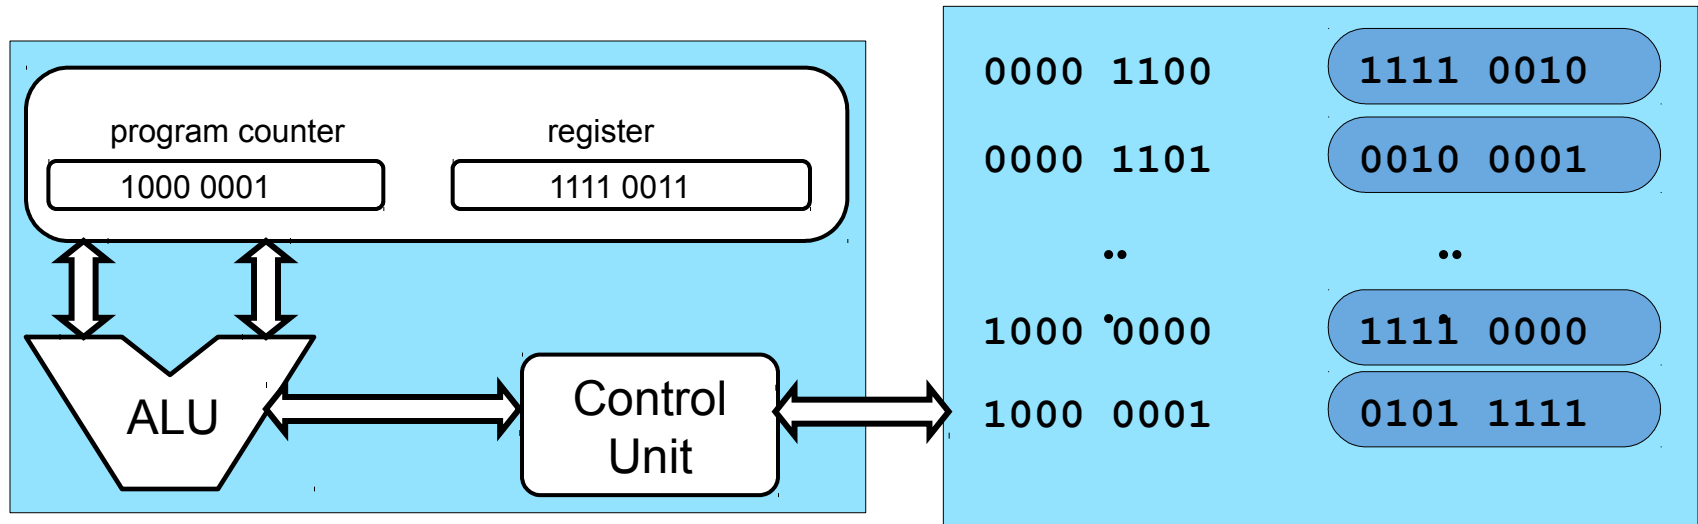 program counter
register
1000 0001
1111 0011
ALU
Control
Unit
0000 1100 1111 0010
0000 1101 0010 0001
1000 0000 1111 0000
1000 0001 0101 1111